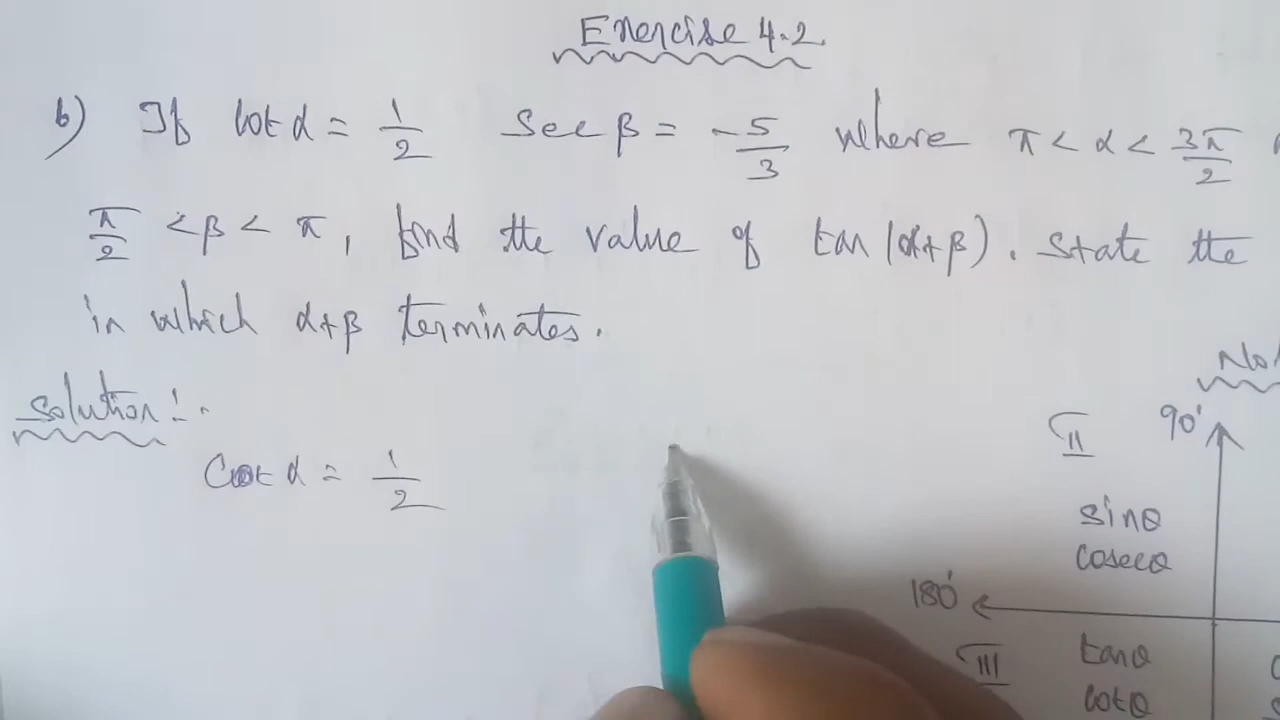 Exercise 4.2
6) If cot α = 1/2 sec β = -5/3 where π < α < 3π/2
π/2 < β < π, find the value of tan (α+β). State the
in which α+β terminates.
Solution:-
Cot α = 1/2
90°
II
sinθ
cosecθ
180°
III
tanθ
cotθ